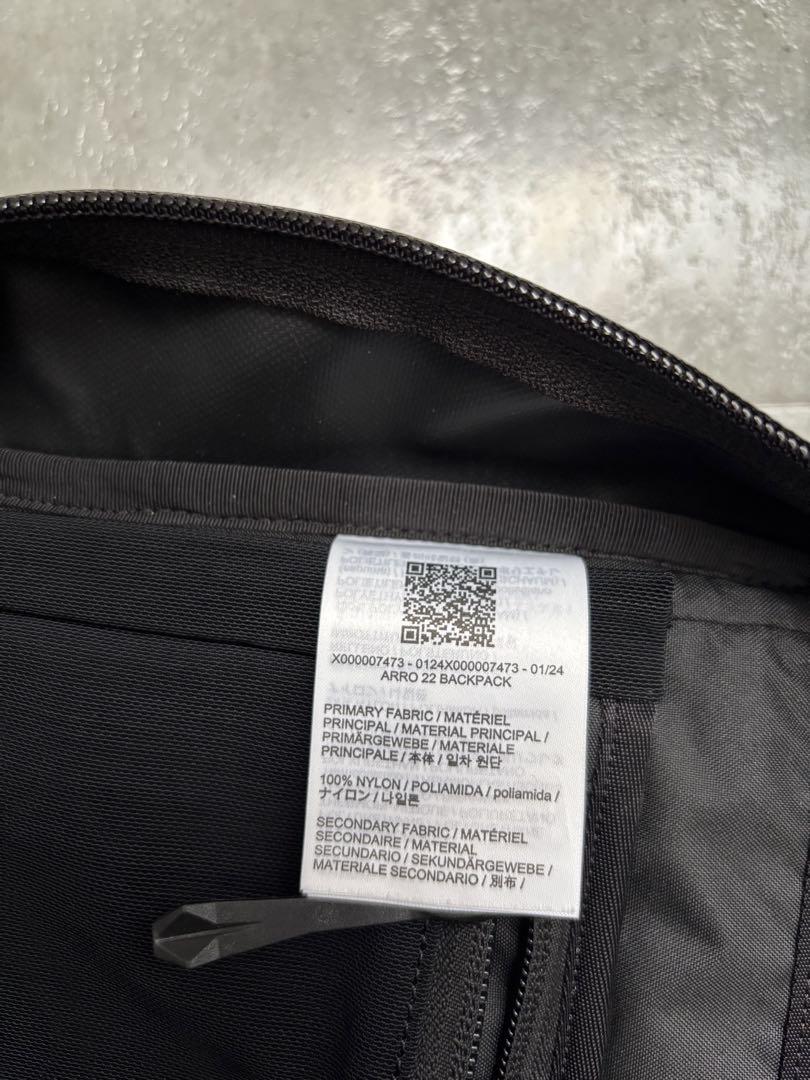 X000007473 - 0124X000007473 - 01/24
ARRO 22 BACKPACK
PRIMARY FABRIC / MATÉRIEL
PRINCIPAL / MATERIAL PRINCIPAL /
PRIMÄRGEWEBE / MATERIALE
PRINCIPALE / 本体 / 일차 원단
100% NYLON / POLIAMIDA / poliamida /
ナイロン / 나일론
SECONDARY FABRIC / MATÉRIEL
SECONDAIRE / MATERIAL
SECUNDARIO / SEKUNDÄRGEWEBE /
MATERIALE SECONDARIO / 別布 /